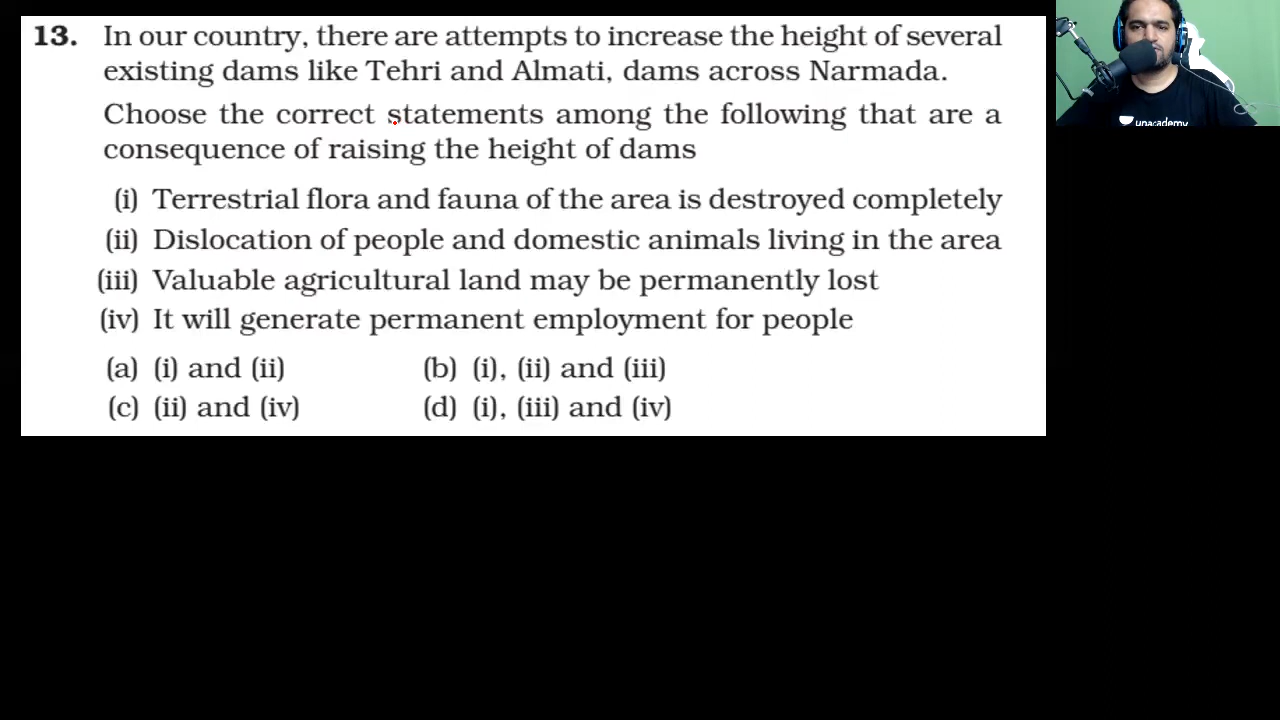 13. In our country, there are attempts to increase the height of several
existing dams like Tehri and Almati, dams across Narmada.
Choose the correct statements among the following that are a
consequence of raising the height of dams
(i) Terrestrial flora and fauna of the area is destroyed completely
(ii) Dislocation of people and domestic animals living in the area
(iii) Valuable agricultural land may be permanently lost
(iv) It will generate permanent employment for people
(a) (i) and (ii) (b) (i), (ii) and (iii)
(c) (ii) and (iv) (d) (i), (iii) and (iv)
unacademy